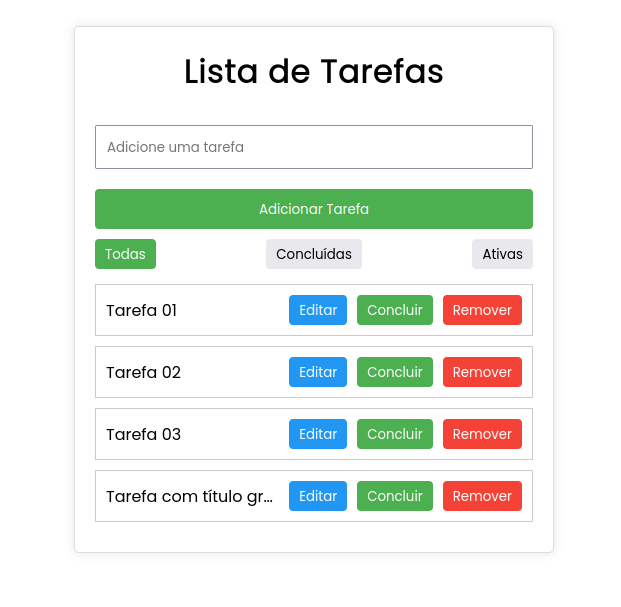 Lista de Tarefas
Adicione uma tarefa
Adicionar Tarefa
Todas Concluídas Ativas
Tarefa 01 Editar Concluir Remover
Tarefa 02 Editar Concluir Remover
Tarefa 03 Editar Concluir Remover
Tarefa com título gr... Editar Concluir Remover